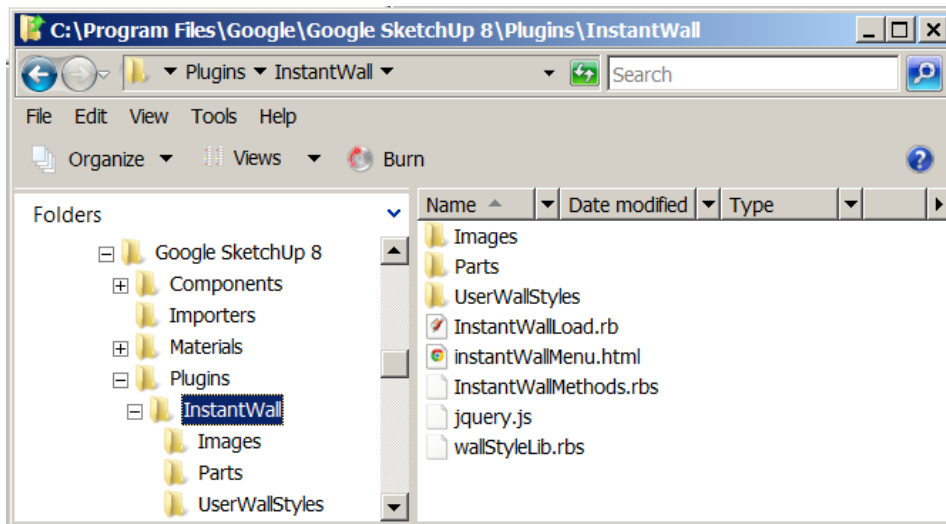 C:\Program Files\Google\Google SketchUp 8\Plugins\InstantWall
Plugins InstantWall Search
File Edit View Tools Help
Organize Views Burn
Folders
Google SketchUp 8
Components
Importers
Materials
Plugins
InstantWall
Images
Parts
UserWallStyles
Name Date modified Type
Images
Parts
UserWallStyles
InstantWallLoad.rb
instantWallMenu.html
InstantWallMethods.rbs
jquery.js
wallStyleLib.rbs